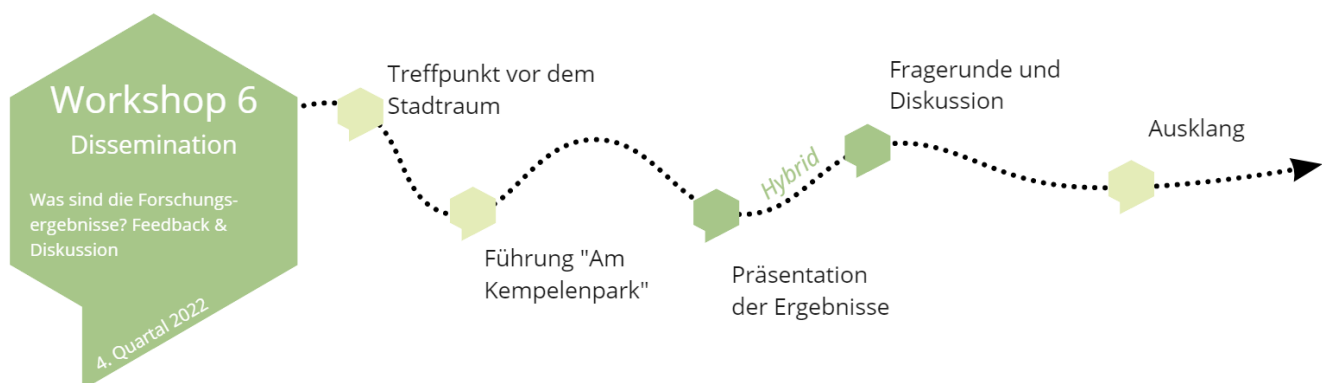 Workshop 6
Dissemination
Was sind die Forschungs-
ergebnisse? Feedback &
Diskussion
4. Quartal 2022
Treffpunkt vor dem
Stadtraum
Führung "Am
Kempelenpark"
Präsentation
der Ergebnisse
Hybrid
Fragerunde und
Diskussion
Ausklang